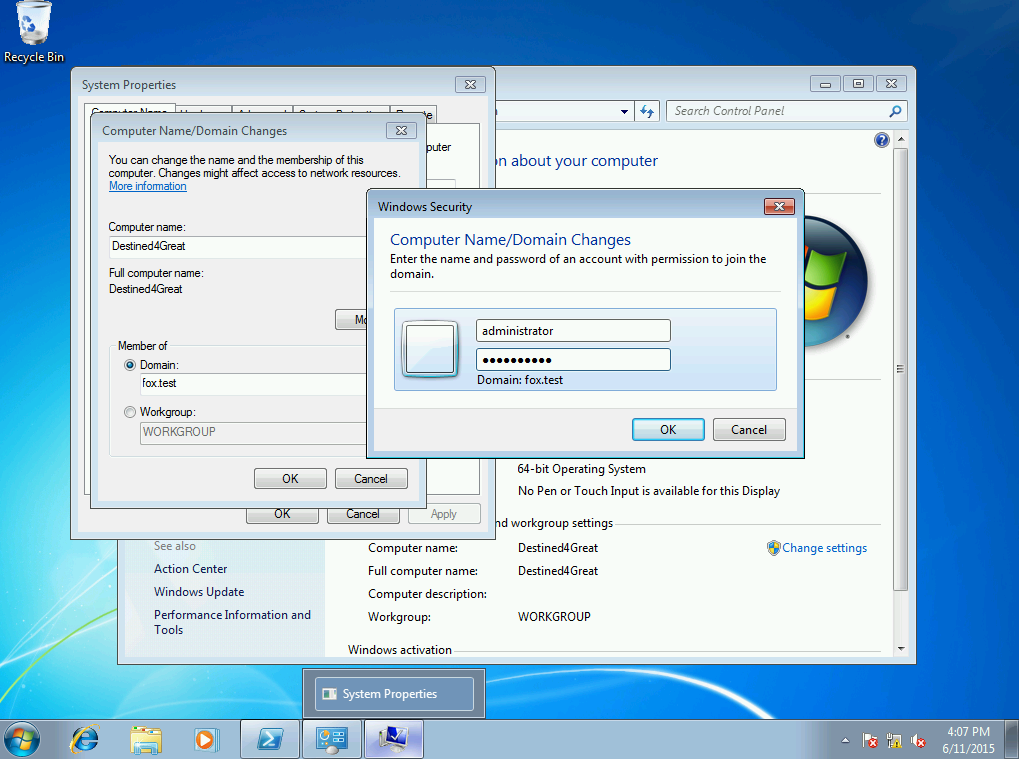 Recycle Bin
System Properties
Search Control Panel
Computer Name
Computer Name/Domain Changes
puter
on about your computer
You can change the name and the membership of this
computer. Changes might affect access to network resources.
More information
Windows Security
Computer Name/Domain Changes
Enter the name and password of an account with permission to join the
domain.
administrator
●●●●●●●●●●
Domain: fox.test
OK
Cancel
Computer name:
Destined4Great
Full computer name:
Destined4Great
Mo
Member of
Domain:
fox.test
Workgroup:
WORKGROUP
OK
Cancel
OK
Cancel
Apply
64-bit Operating System
No Pen or Touch Input is available for this Display
nd workgroup settings
Computer name:
Destined4Great
Change settings
Full computer name:
Destined4Great
Computer description:
Workgroup:
WORKGROUP
Windows activation
See also
Action Center
Windows Update
Performance Information and
Tools
System Properties
4:07 PM
6/11/2015